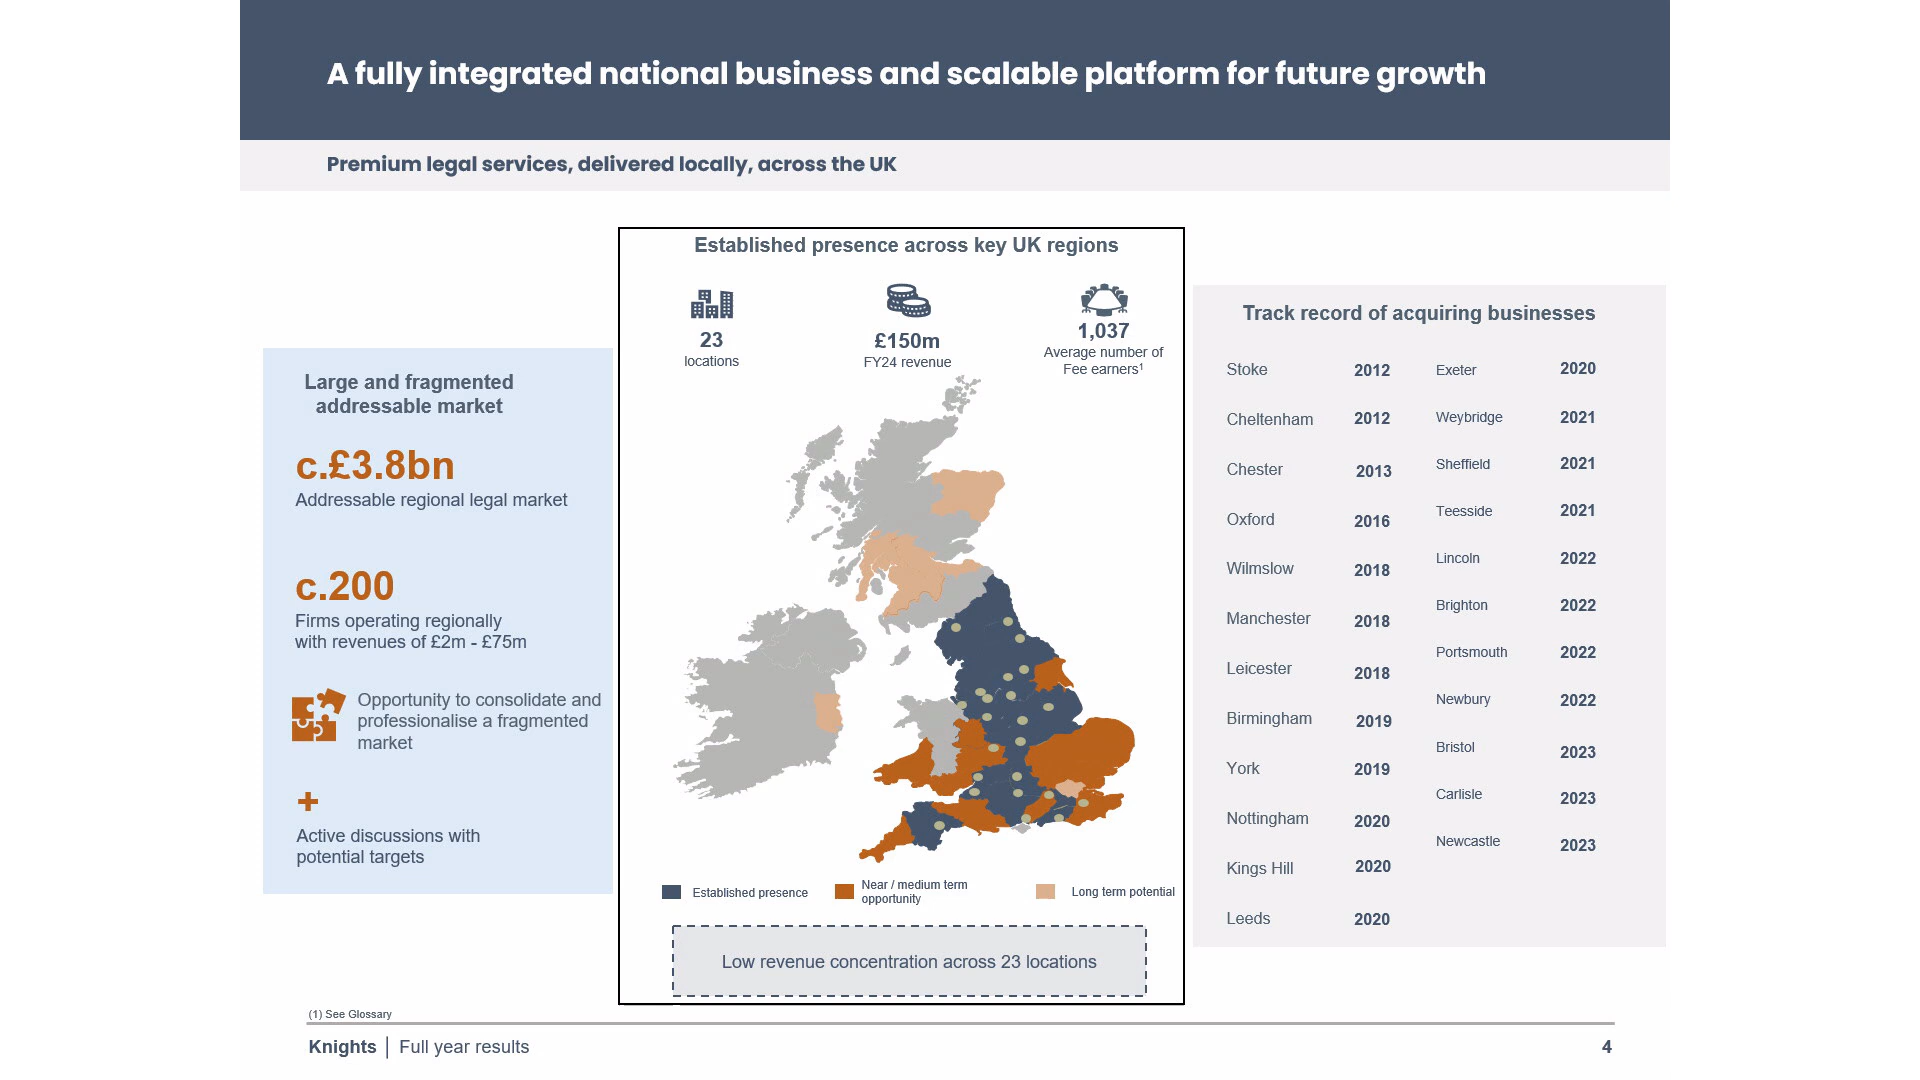 A fully integrated national business and scalable platform for future growth
Premium legal services, delivered locally, across the UK
Large and fragmented
addressable market
c.£3.8bn
Addressable regional legal market
c.200
Firms operating regionally
with revenues of £2m - £75m
Opportunity to consolidate and
professionalise a fragmented
market
+
Active discussions with
potential targets
Established presence across key UK regions
23
locations
£150m
FY24 revenue
1,037
Average number of
Fee earners¹
Established presence
Near / medium term
opportunity
Long term potential
Low revenue concentration across 23 locations
Track record of acquiring businesses
Stoke 2012
Cheltenham 2012
Chester 2013
Oxford 2016
Wilmslow 2018
Manchester 2018
Leicester 2018
Birmingham 2019
York 2019
Nottingham 2020
Kings Hill 2020
Leeds 2020
Exeter 2020
Weybridge 2021
Sheffield 2021
Teesside 2021
Lincoln 2022
Brighton 2022
Portsmouth 2022
Newbury 2022
Bristol 2023
Carlisle 2023
Newcastle 2023
(1) See Glossary
Knights | Full year results
4